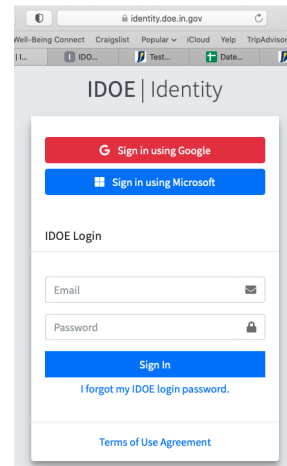 identity.doe.in.gov
Well-Being Connect Craigslist Popular iCloud Yelp TripAdvisor
| I... IDO... Test... Date...
IDOE | Identity
G Sign in using Google
Sign in using Microsoft
IDOE Login
Email
Password
Sign In
I forgot my IDOE login password.
Terms of Use Agreement